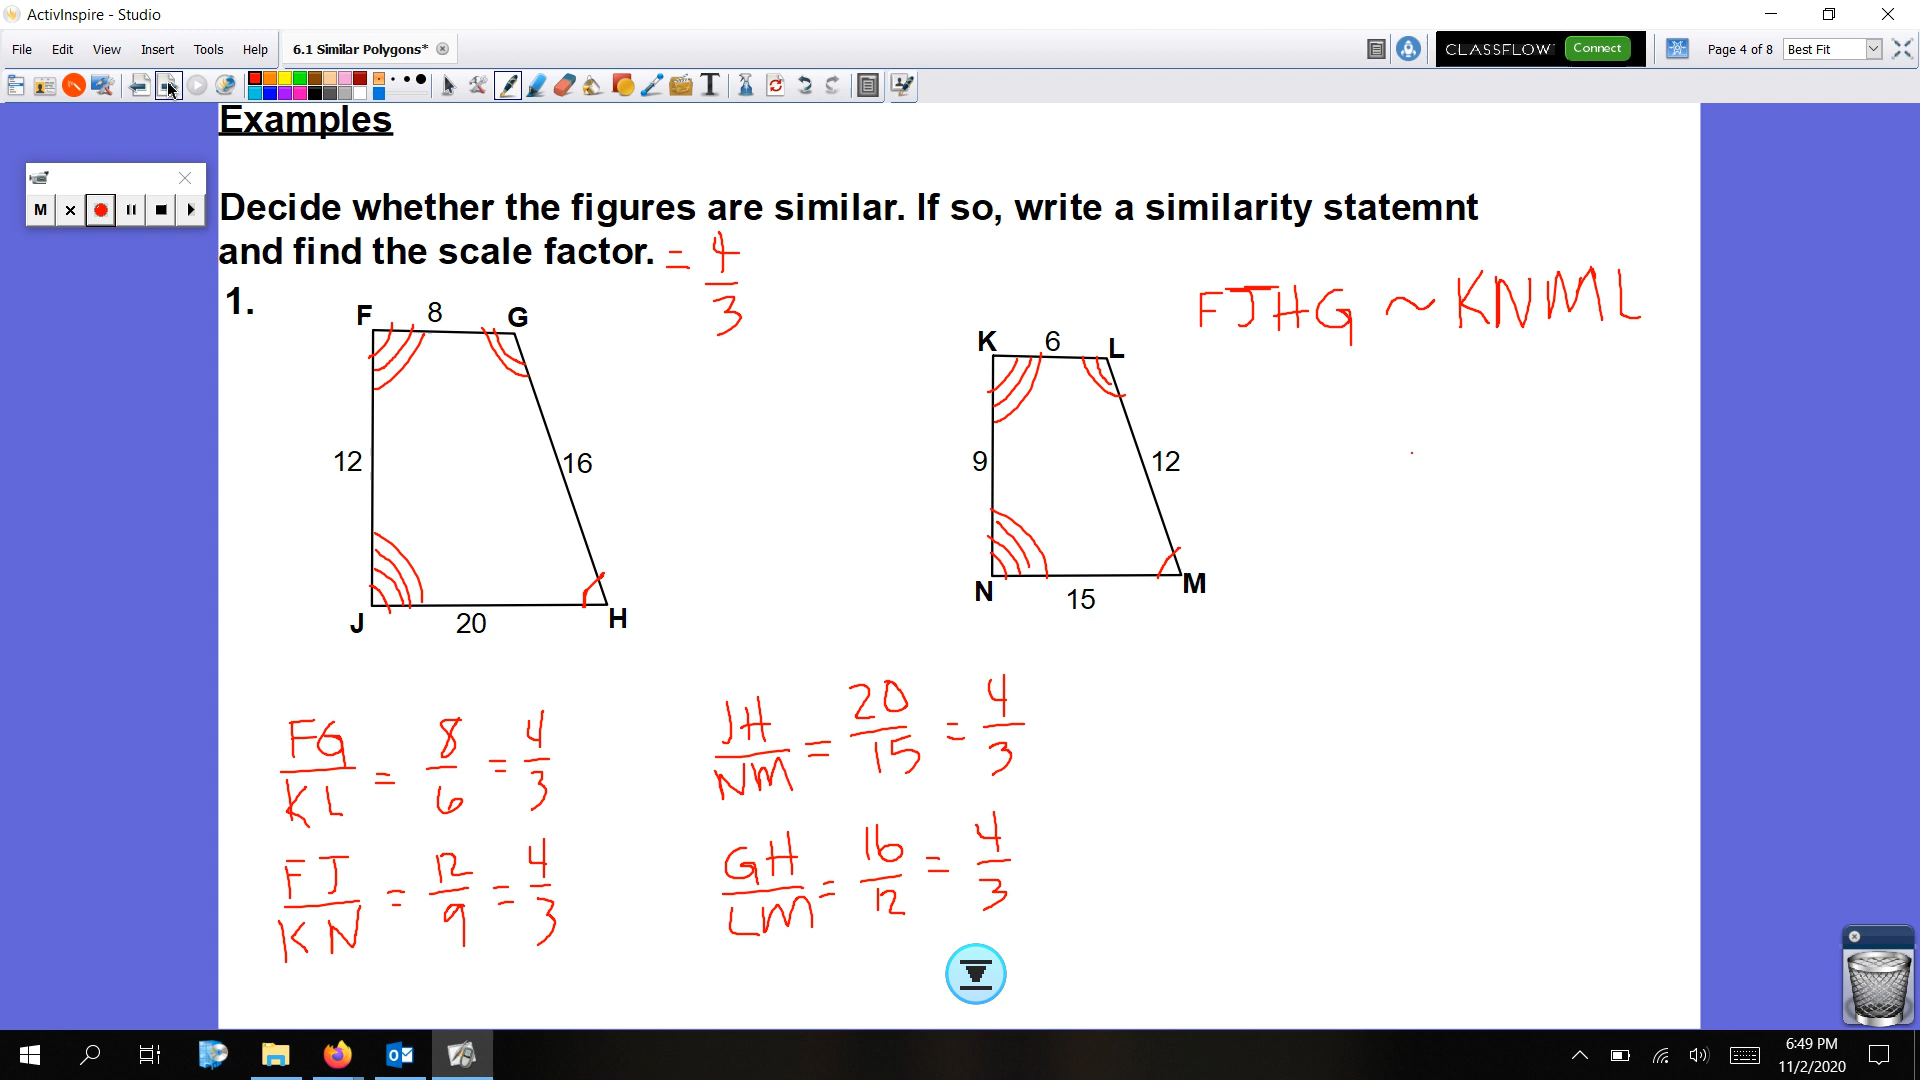 ActivInspire - Studio
File Edit View Insert Tools Help 6.1 Similar Polygons*
CLASSFLOW Connect Page 4 of 8 Best Fit
T
Examples
M
Decide whether the figures are similar. If so, write a similarity statemnt
and find the scale factor. = 4/3
1.
FJHG ~ KNML
F 8 G
12 16
J 20 H
K 6 L
9 12
N 15 M
FG/KL = 8/6 = 4/3
JH/NM = 20/15 = 4/3
FJ/KN = 12/9 = 4/3
GH/LM = 16/12 = 4/3
6:49 PM
11/2/2020